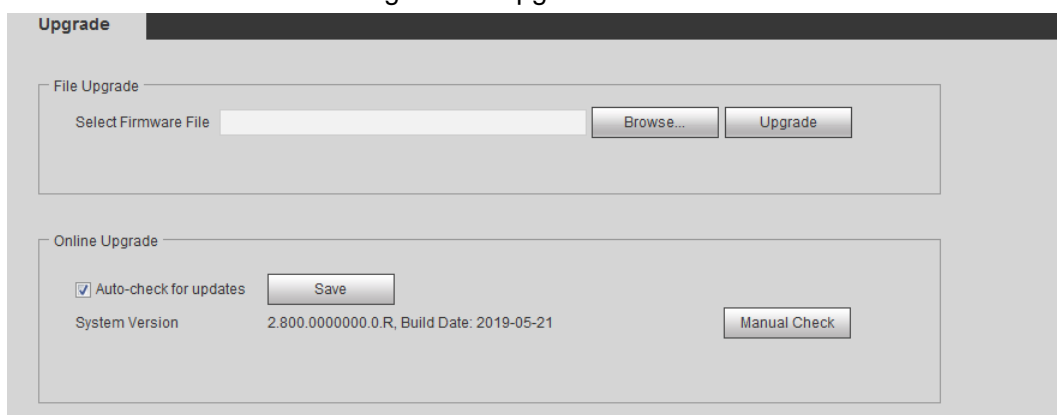 Upgrade
File Upgrade
Select Firmware File Browse... Upgrade
Online Upgrade
Auto-check for updates Save
System Version 2.800.0000000.0.R, Build Date: 2019-05-21 Manual Check